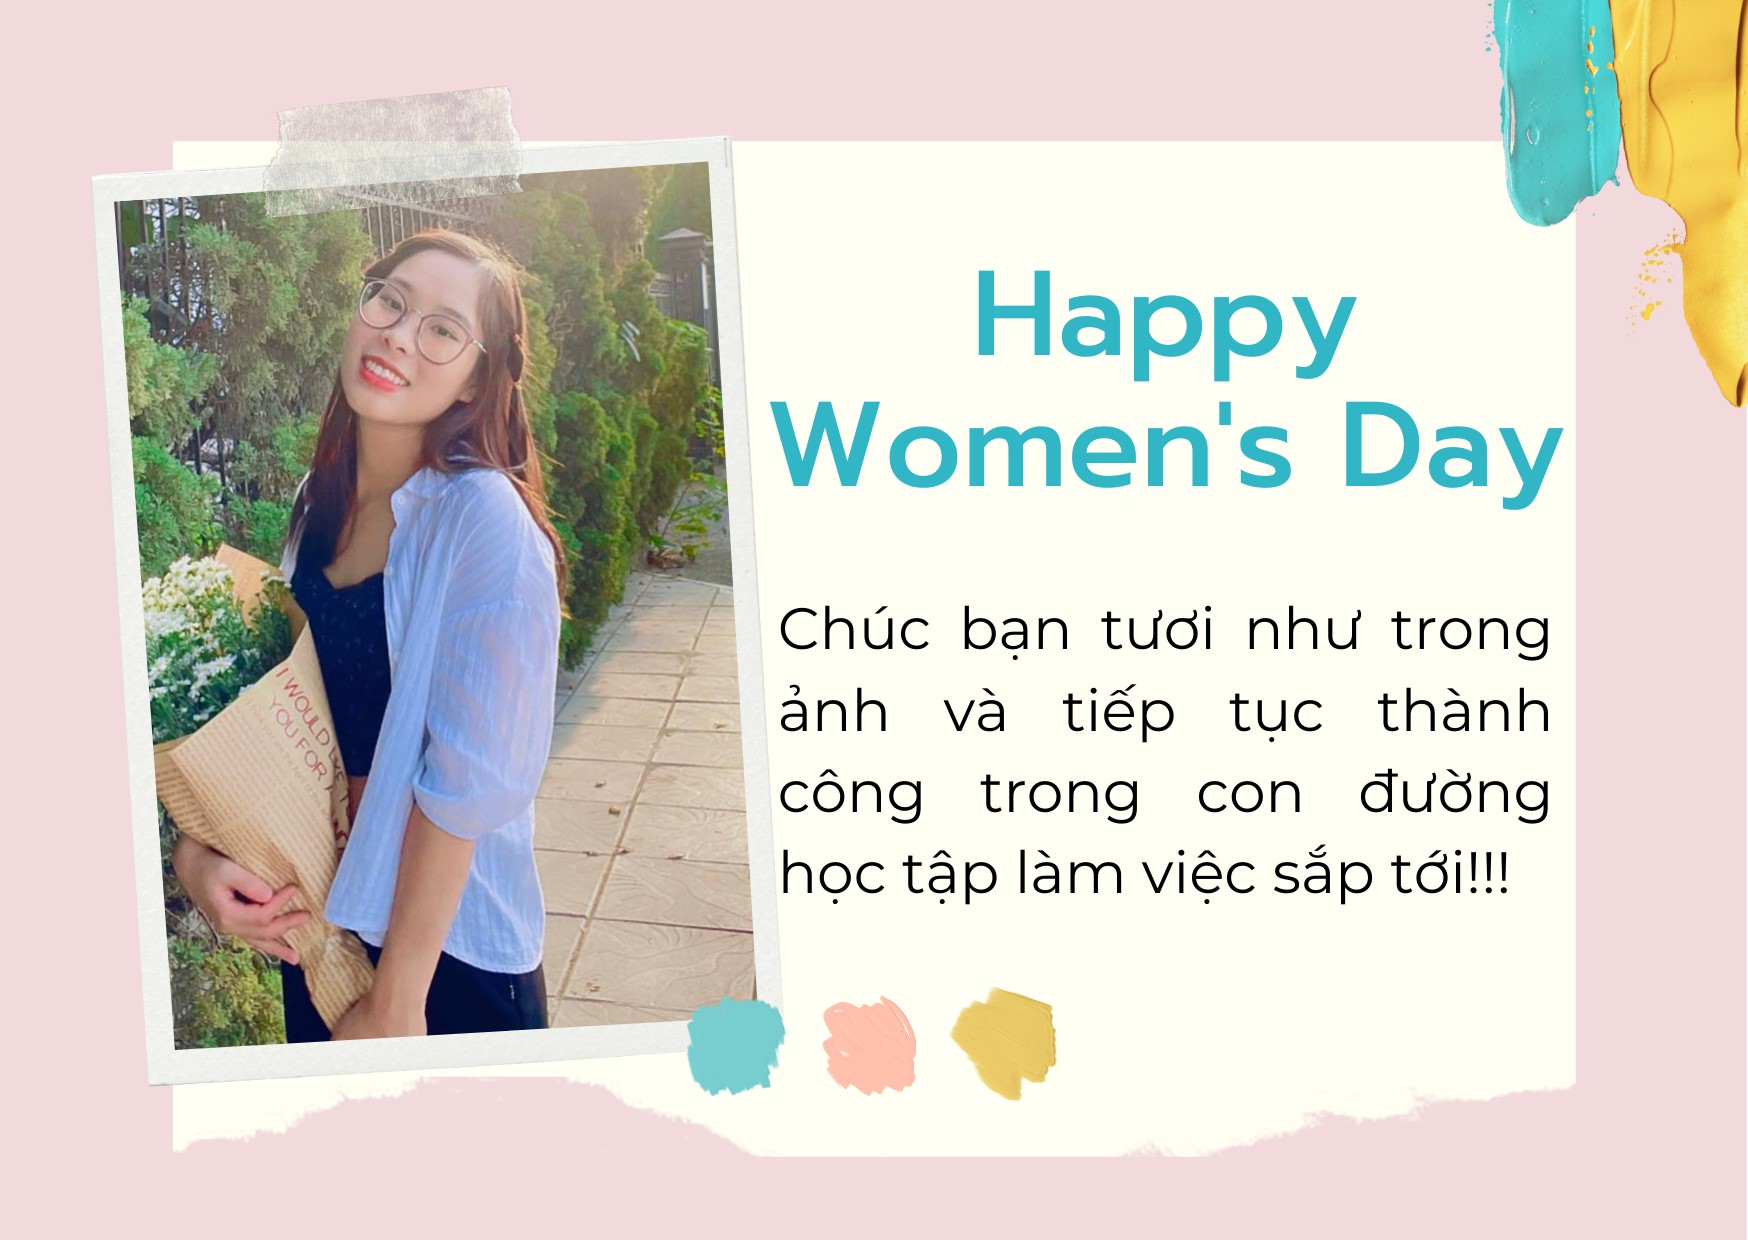 Happy
Women's Day
Chúc bạn tươi như trong
ảnh và tiếp tục thành
công trong con đường
học tập làm việc sắp tới!!!
I WOULD LIKE
YOU FOR A